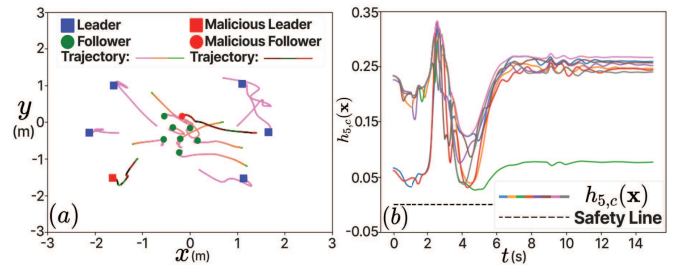 3
Leader
Malicious Leader
Follower
Malicious Follower
Trajectory:
Trajectory:
2
1
0
-1
-2
-3
y
(m)
(a)
-3 -2 -1 0 1 2 3
x(m)
0.35
0.25
0.15
0.05
-0.05
h5,c(x)
h5,c(x)
Safety Line
(b)
0 2 4 6 8 10 12 14
t(s)